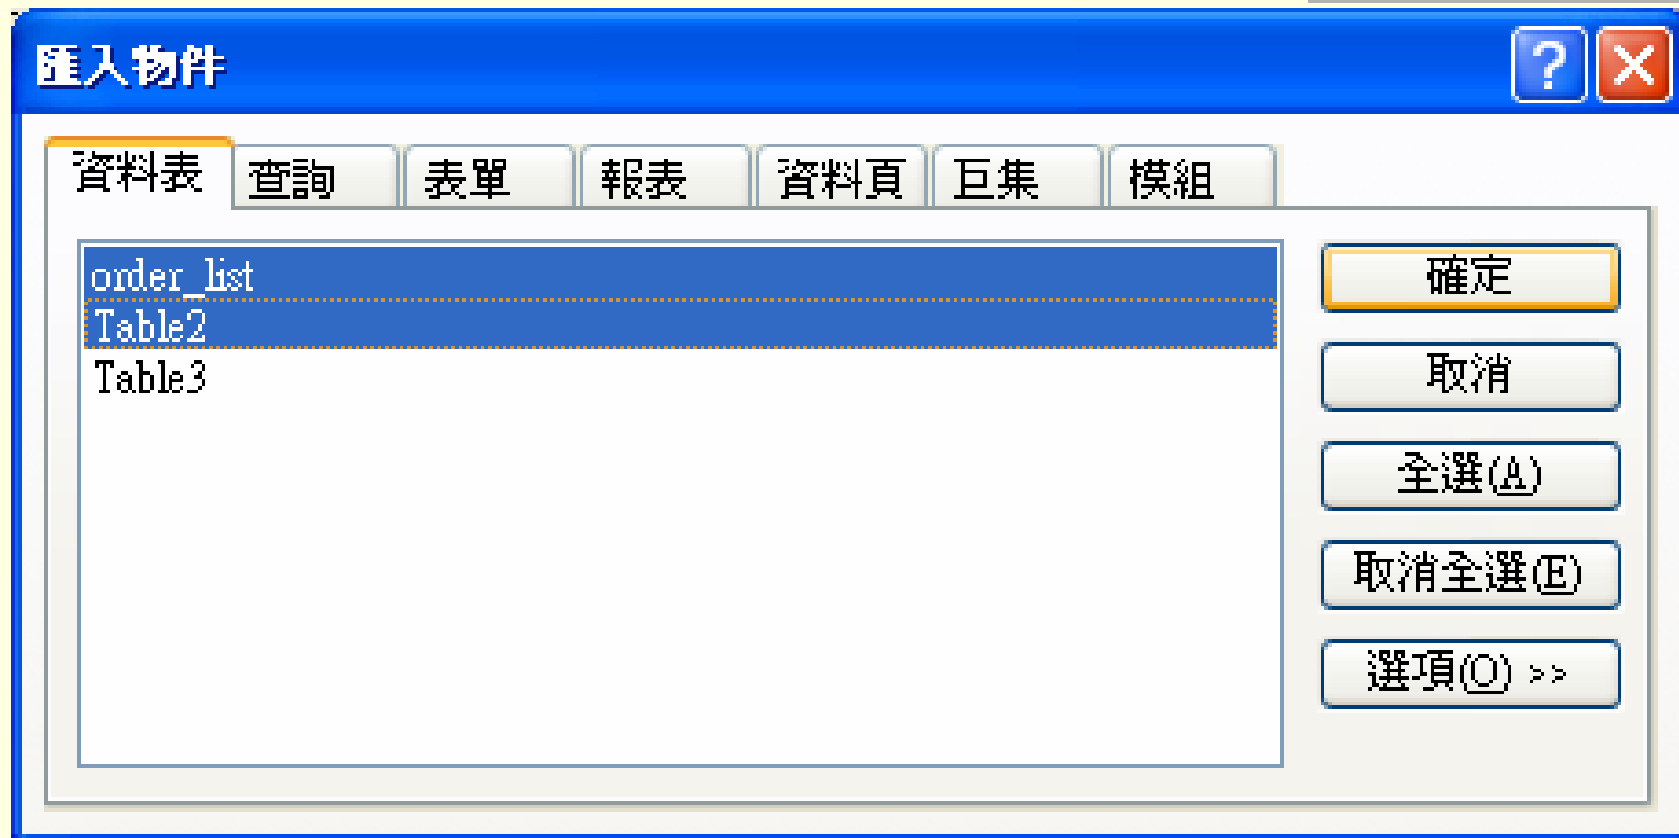 匯入物件
資料表 查詢 表單 報表 資料頁 巨集 模組
order_list
Table2
Table3
確定
取消
全選(A)
取消全選(E)
選項(O) >>